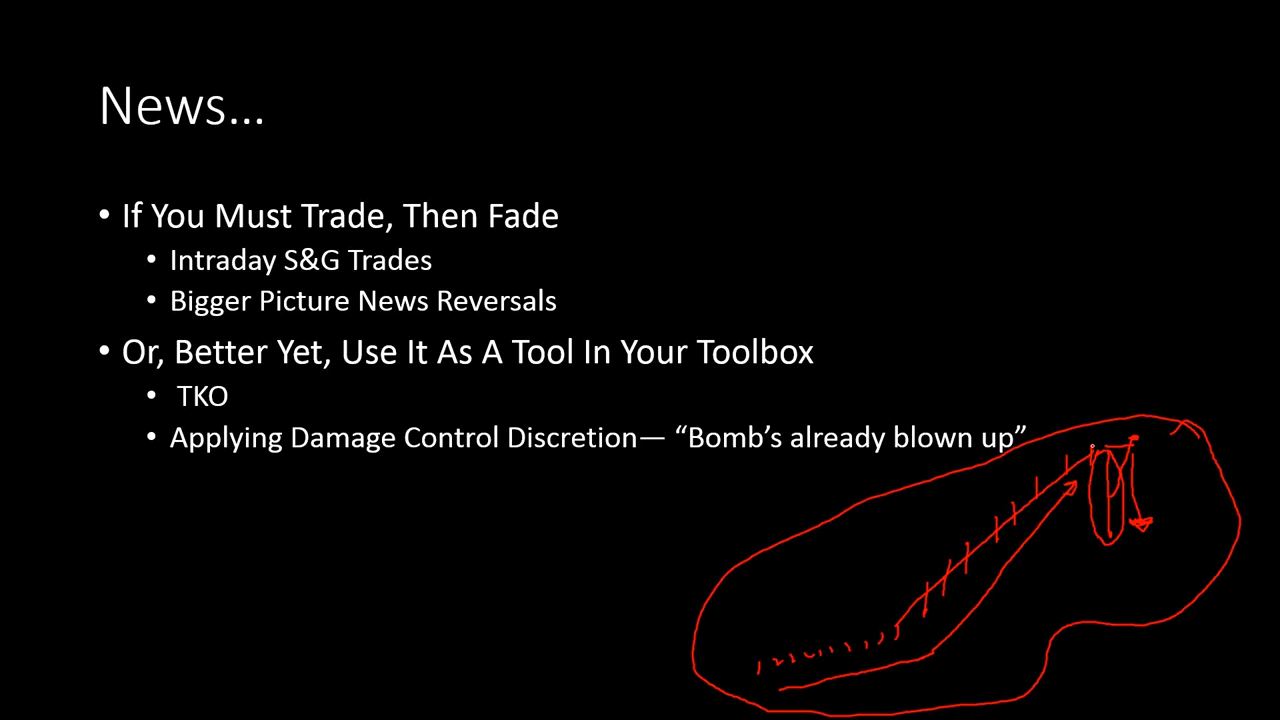 News...
• If You Must Trade, Then Fade
• Intraday S&G Trades
• Bigger Picture News Reversals
• Or, Better Yet, Use It As A Tool In Your Toolbox
• TKO
• Applying Damage Control Discretion— “Bomb’s already blown up”